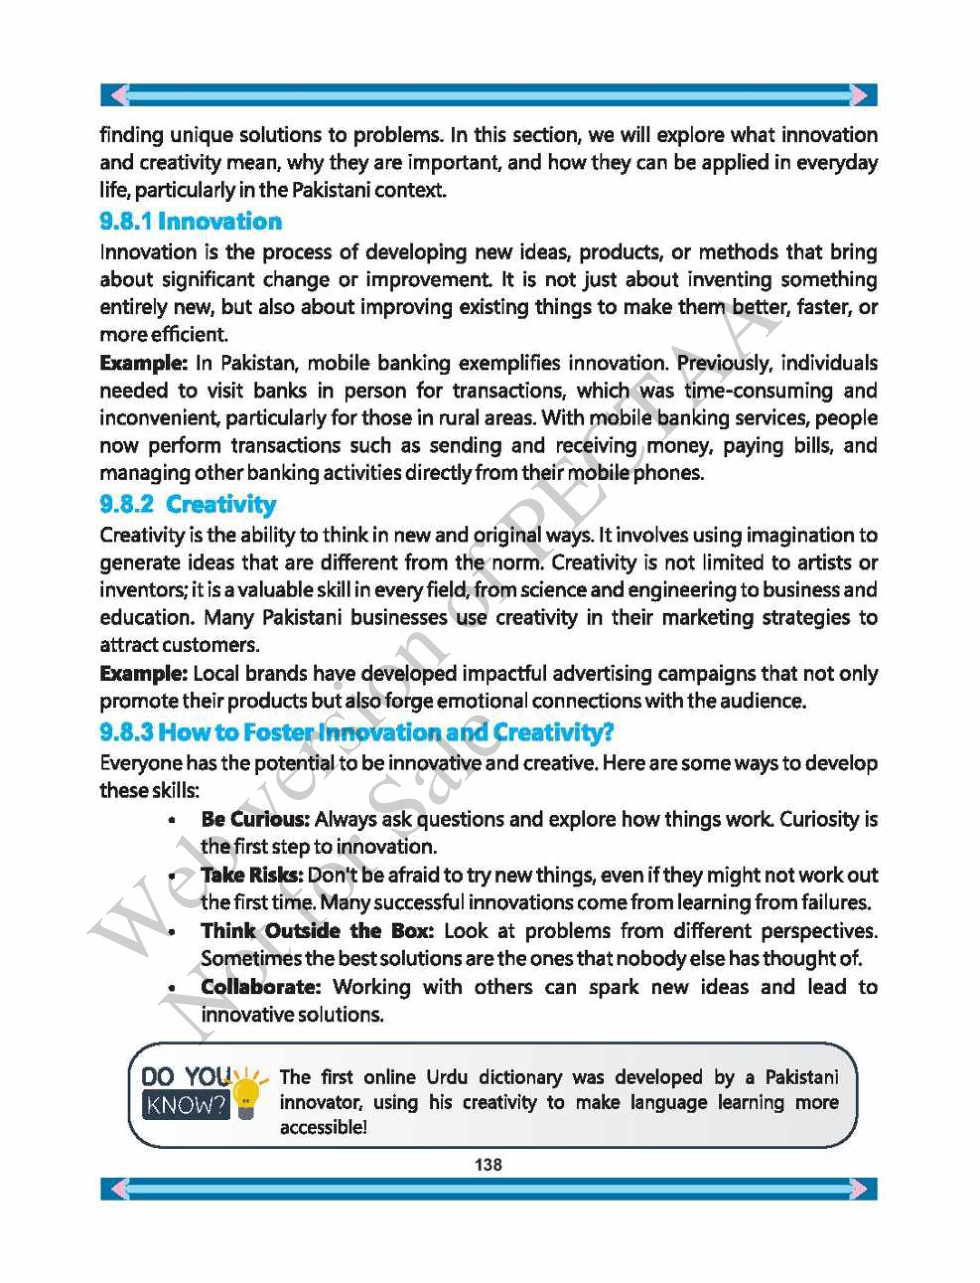 finding unique solutions to problems. In this section, we will explore what innovation
and creativity mean, why they are important, and how they can be applied in everyday
life, particularly in the Pakistani context.
9.8.1 Innovation
Innovation is the process of developing new ideas, products, or methods that bring
about significant change or improvement. It is not just about inventing something
entirely new, but also about improving existing things to make them better, faster, or
more efficient.
Example: In Pakistan, mobile banking exemplifies innovation. Previously, individuals
needed to visit banks in person for transactions, which was time-consuming and
inconvenient, particularly for those in rural areas. With mobile banking services, people
now perform transactions such as sending and receiving money, paying bills, and
managing other banking activities directly from their mobile phones.
9.8.2 Creativity
Creativity is the ability to think in new and original ways. It involves using imagination to
generate ideas that are different from the norm. Creativity is not limited to artists or
inventors; it is a valuable skill in every field, from science and engineering to business and
education. Many Pakistani businesses use creativity in their marketing strategies to
attract customers.
Example: Local brands have developed impactful advertising campaigns that not only
promote their products but also forge emotional connections with the audience.
9.8.3 How to Foster Innovation and Creativity?
Everyone has the potential to be innovative and creative. Here are some ways to develop
these skills:
• Be Curious: Always ask questions and explore how things work. Curiosity is
the first step to innovation.
• Take Risks: Don't be afraid to try new things, even if they might not work out
the first time. Many successful innovations come from learning from failures.
• Think Outside the Box: Look at problems from different perspectives.
Sometimes the best solutions are the ones that nobody else has thought of.
• Collaborate: Working with others can spark new ideas and lead to
innovative solutions.
DO YOU
KNOW?
The first online Urdu dictionary was developed by a Pakistani
innovator, using his creativity to make language learning more
accessible!
138
Web version of PECTAA
Not for Sale